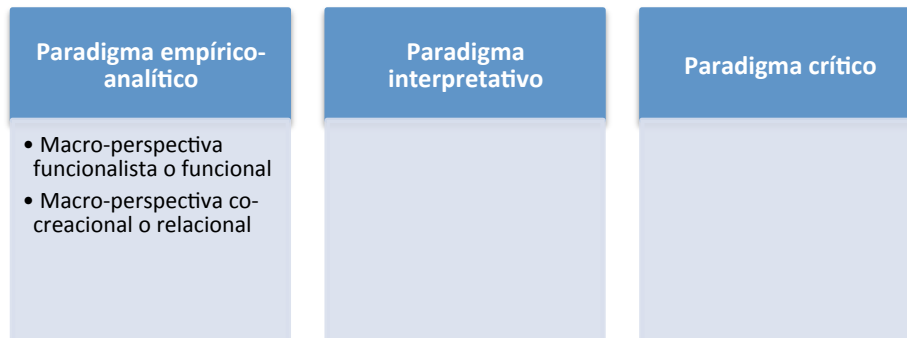 Paradigma empírico-
analítico
• Macro-perspectiva
funcionalista o funcional
• Macro-perspectiva co-
creacional o relacional
Paradigma
interpretativo
Paradigma crítico